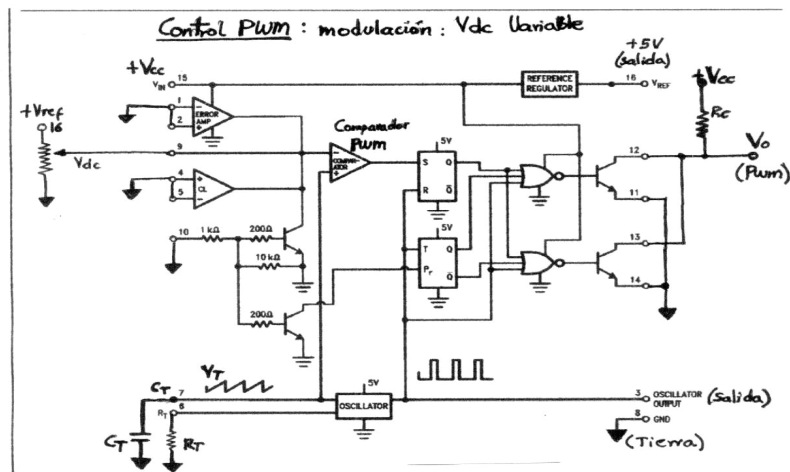 Control PWM : modulación : Vdc Variable
+5V
(salida)
+Vcc
15
VIN
REFERENCE
REGULATOR
16
VREF
+Vcc
Rc
1
2
ERROR
AMP
+Vref
16
Comparador
PWM
9
Vdc
COMPARATOR
5V
S
Q
R
Q̅
12
Vo
(Pwm)
11
4
CL
5
10
1 kΩ
200Ω
10 kΩ
5V
T
Q
Pr
Q̅
13
14
200Ω
VT
CT
7
5V
OSCILLATOR
3
OSCILLATOR
OUTPUT
(salida)
RT
6
8
GND
CT
RT
(Tierra)